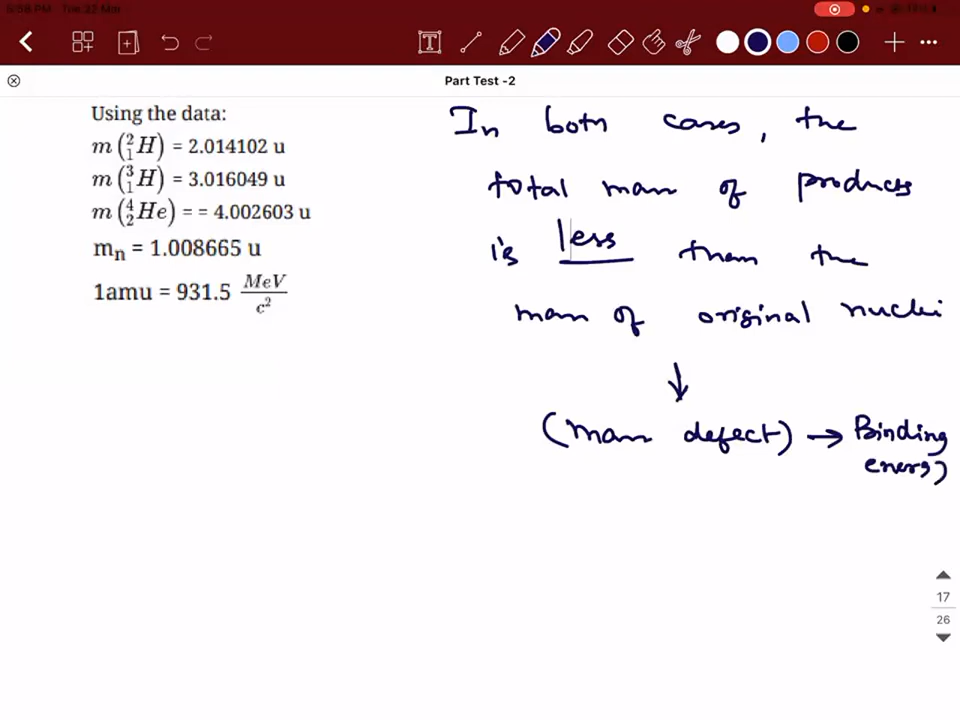 Part Test -2
Using the data:
m (²₁H) = 2.014102 u
m (³₁H) = 3.016049 u
m (⁴₂He) = = 4.002603 u
mₙ = 1.008665 u
1amu = 931.5 MeV/c²
In both cases, the
total mass of products
is less than the
mass of original nuclei
↓
(mass defect) → Binding
energy
17
26